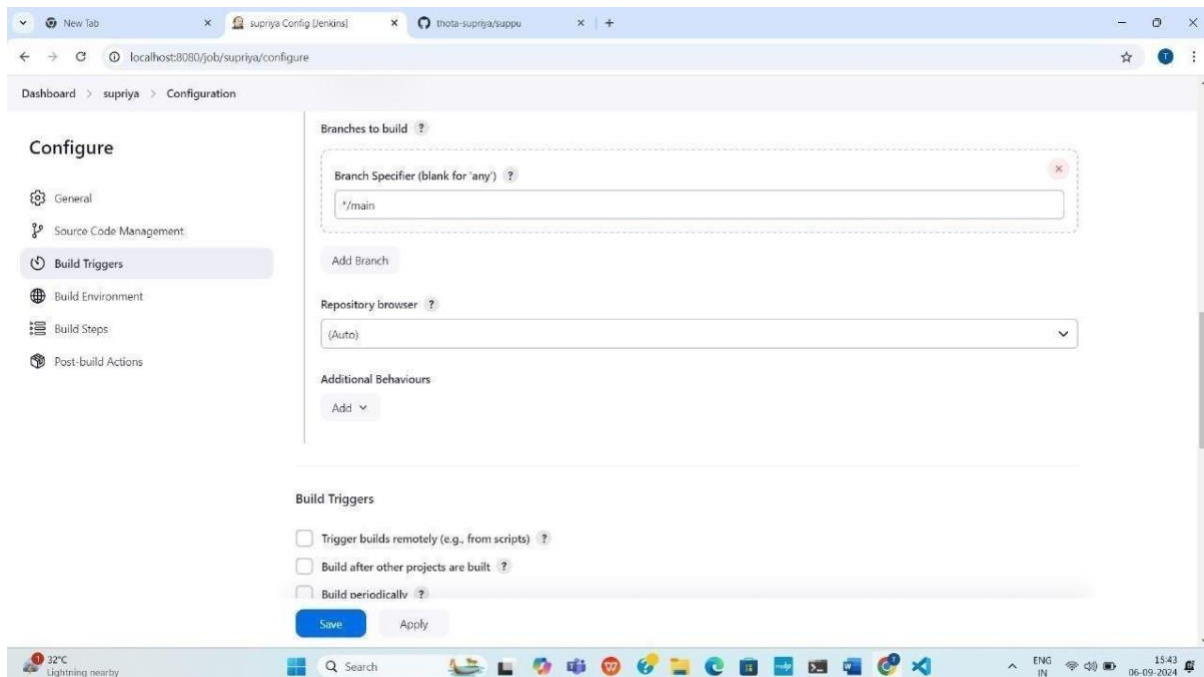 New Tab
supriya Config [Jenkins]
thota-supriya/suppu
localhost:8080/job/supriya/configure
T
Dashboard > supriya > Configuration
Configure
General
Source Code Management
Build Triggers
Build Environment
Build Steps
Post-build Actions
Branches to build ?
Branch Specifier (blank for 'any') ?
*/main
Add Branch
Repository browser ?
(Auto)
Additional Behaviours
Add
Build Triggers
Trigger builds remotely (e.g., from scripts) ?
Build after other projects are built ?
Build periodically ?
Save Apply
1 32°C
Lightning nearby
Search
ENG
IN
15:43
06-09-2024